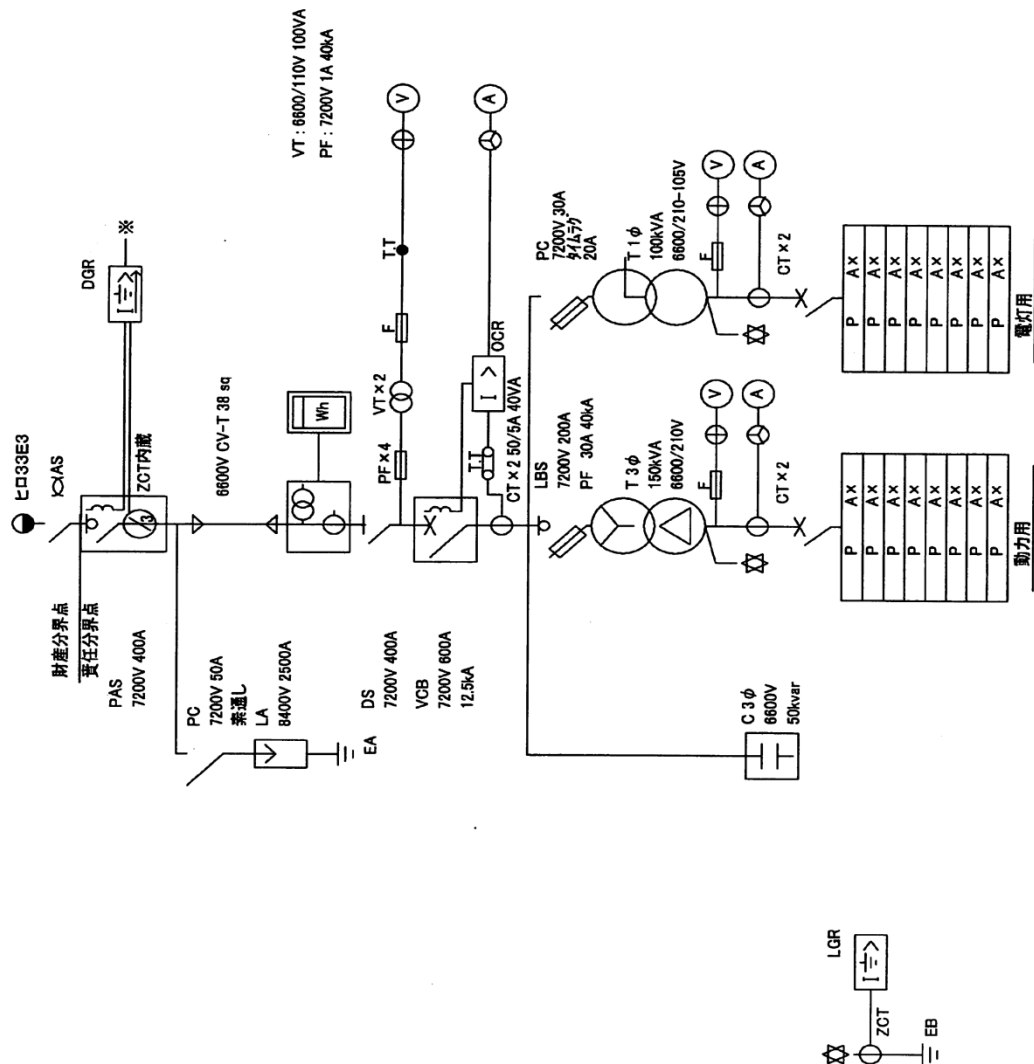 ヒロ33E3
AS
財産分界点
責任分界点
PAS
7200V 400A
DGR
I
※
3
ZCT内蔵
PC
7200V 50A
素通し
LA
8400V 2500A
EA
6600V CV-T 38 sq
Wh
VT : 6600/110V 100VA
PF : 7200V 1A 40kA
DS
7200V 400A
PF×4
VT×2
F
T.T
V
VCB
7200V 600A
12.5kA
T.T
I >
OCR
A
CT×2 50/5A 40VA
LBS
7200V 200A
PF 30A 40kA
PC
7200V 30A
タイムラグ
20A
T 3φ
150kVA
6600/210V
T 1φ
100kVA
6600/210-105V
F
V
A
CT×2
F
V
A
CT×2
C 3φ
6600V
50kvar
P A×
P A×
P A×
P A×
P A×
P A×
P A×
P A×
動力用
P A×
P A×
P A×
P A×
P A×
P A×
P A×
P A×
電灯用
LGR
I
ZCT
EB